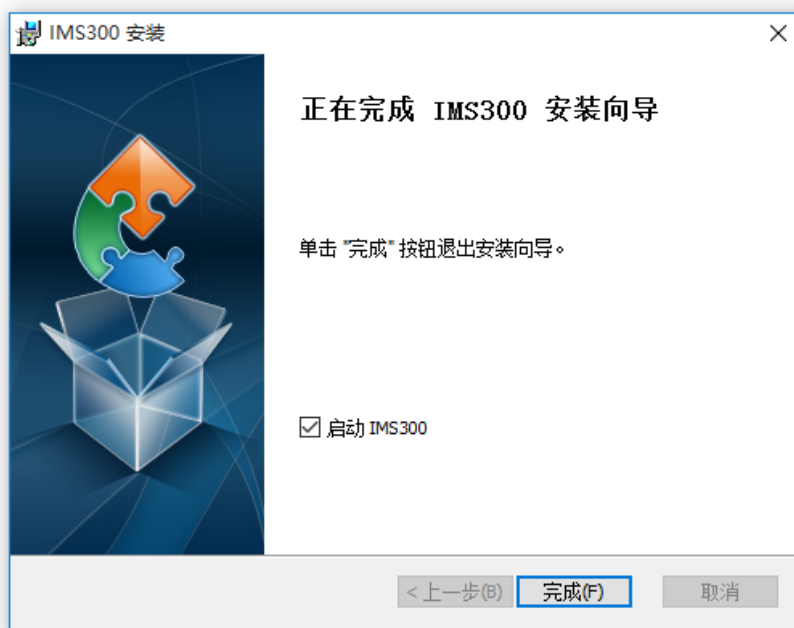 IMS300 安装
正在完成 IMS300 安装向导
单击 "完成" 按钮退出安装向导。
启动 IMS300
< 上一步(B) 完成(F) 取消